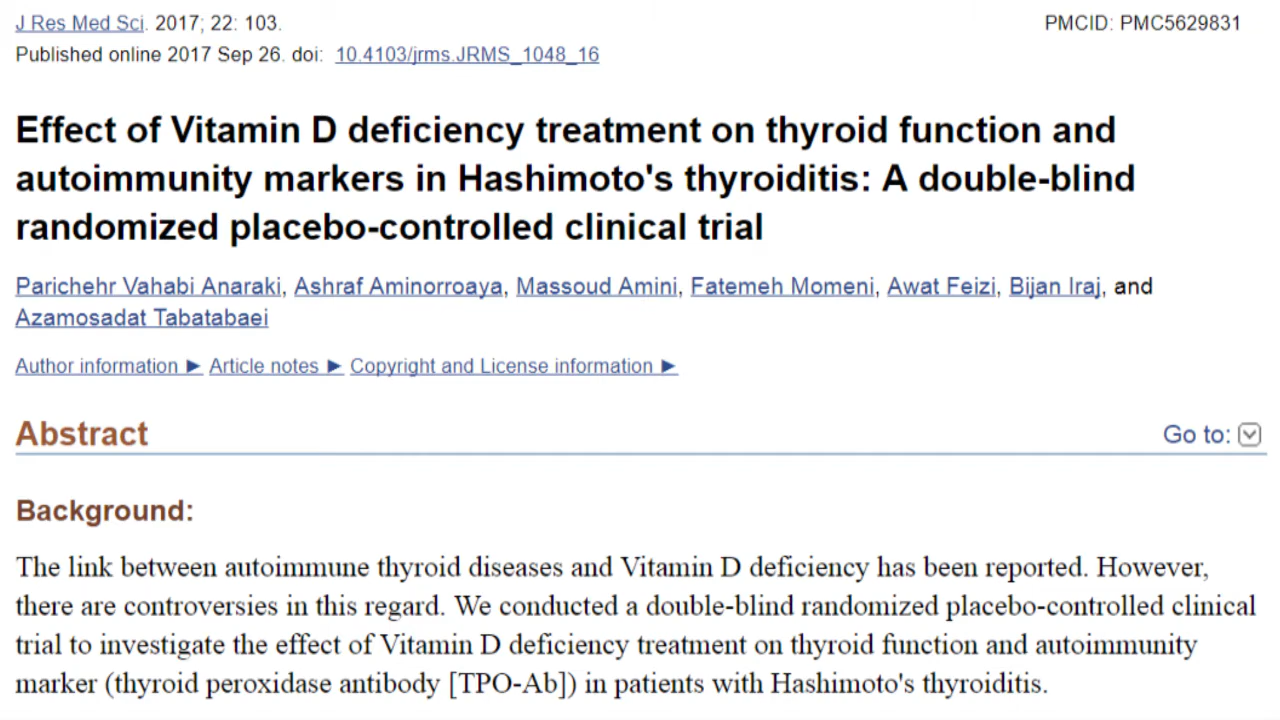 J Res Med Sci. 2017; 22: 103.
PMCID: PMC5629831
Published online 2017 Sep 26. doi: 10.4103/jrms.JRMS_1048_16
Effect of Vitamin D deficiency treatment on thyroid function and
autoimmunity markers in Hashimoto's thyroiditis: A double-blind
randomized placebo-controlled clinical trial
Parichehr Vahabi Anaraki, Ashraf Aminorroaya, Massoud Amini, Fatemeh Momeni, Awat Feizi, Bijan Iraj, and
Azamosadat Tabatabaei
Author information ► Article notes ► Copyright and License information ►
Abstract
Go to:
Background:
The link between autoimmune thyroid diseases and Vitamin D deficiency has been reported. However,
there are controversies in this regard. We conducted a double-blind randomized placebo-controlled clinical
trial to investigate the effect of Vitamin D deficiency treatment on thyroid function and autoimmunity
marker (thyroid peroxidase antibody [TPO-Ab]) in patients with Hashimoto's thyroiditis.